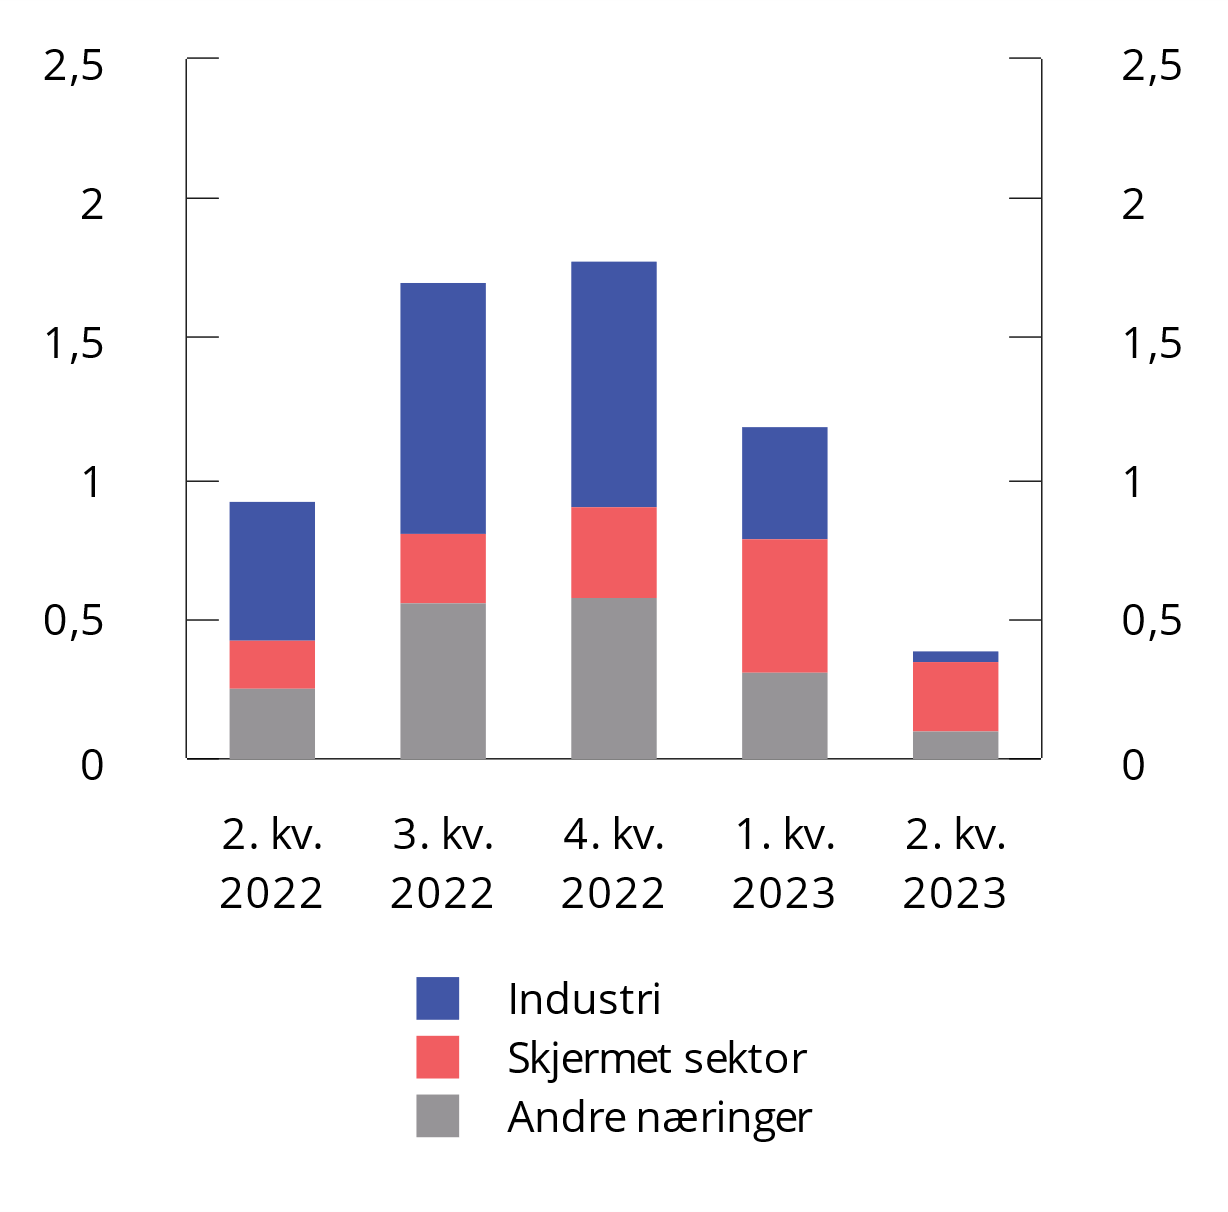 2,5 2,5
2 2
1,5 1,5
1 1
0,5 0,5
0 0
2. kv. 3. kv. 4. kv. 1. kv. 2. kv.
2022 2022 2022 2023 2023
Industri
Skjermet sektor
Andre næringer